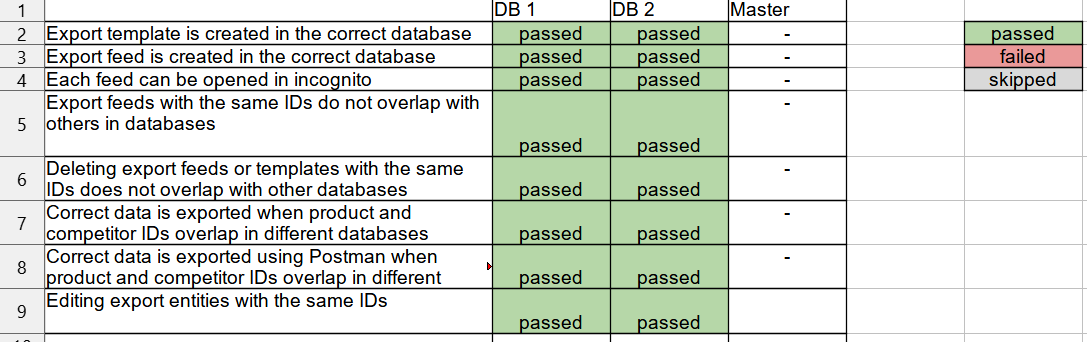 1 DB 1 DB 2 Master
2 Export template is created in the correct database passed passed - passed
3 Export feed is created in the correct database passed passed - failed
4 Each feed can be opened in incognito passed passed - skipped
Export feeds with the same IDs do not overlap with -
5 others in databases
passed passed
Deleting export feeds or templates with the same -
6 IDs does not overlap with other databases passed passed
Correct data is exported when product and -
7 competitor IDs overlap in different databases passed passed
Correct data is exported using Postman when -
8 product and competitor IDs overlap in different passed passed
Editing export entities with the same IDs
9 passed passed